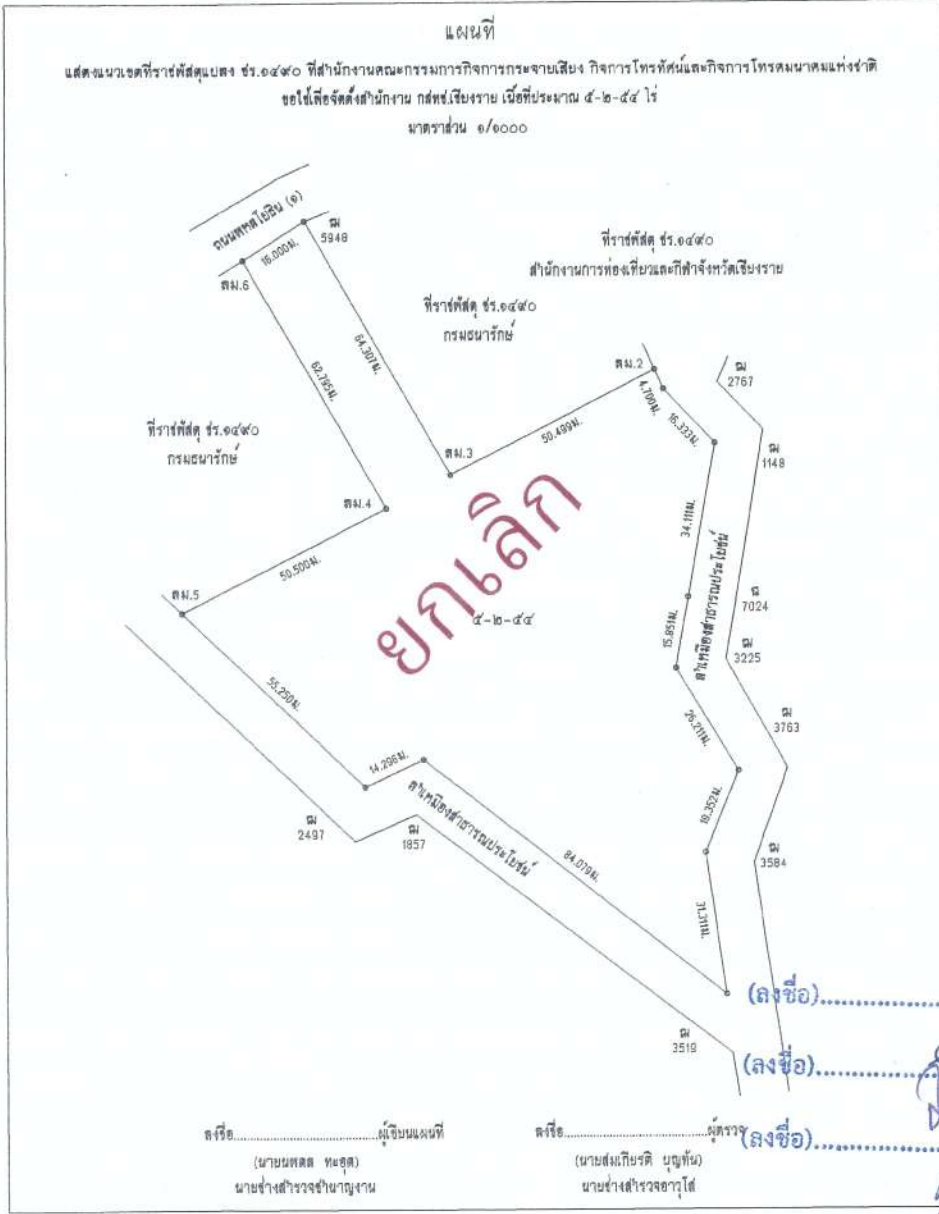 แผนที่
แสดงแนวเขตที่ราชพัสดุแปลง ชร.๑๔๙๐ ที่สำนักงานคณะกรรมการกิจการกระจายเสียง กิจการโทรทัศน์และกิจการโทรคมนาคมแห่งชาติ
ขอใช้เพื่อจัดตั้งสำนักงาน กสทช.เชียงราย เนื้อที่ประมาณ ๕-๒-๕๔ ไร่
มาตราส่วน ๑/๑๐๐๐
ถนนพหลโยธิน (๑)
ฌ
5948
15.000ม.
ที่ราชพัสดุ ชร.๑๔๙๐
สำนักงานการท่องเที่ยวและกีฬาจังหวัดเชียงราย
สม.6
ที่ราชพัสดุ ชร.๑๔๙๐
กรมธนารักษ์
64.307ม.
62.795ม.
สม.2
ฌ
2767
4.700ม.
16.333ม.
50.499ม.
ที่ราชพัสดุ ชร.๑๔๙๐
กรมธนารักษ์
สม.3
ฌ
1148
สม.4
34.111ม.
50.500ม.
ยกเลิก
ลำเหมืองสาธารณประโยชน์
สม.5
๕-๒-๕๔
7024
15.851ม.
ฌ
3225
55.250ม.
26.211ม.
ฌ
3763
14.296ม.
ลำเหมืองสาธารณประโยชน์
19.352ม.
ฌ
2497
ฌ
1857
84.079ม.
ฌ
3584
31.311ม.
(ลงชื่อ)
ฌ
3519
(ลงชื่อ)
ลงชื่อ ผู้เขียนแผนที่
ลงชื่อ ผู้ตรวจ
(ลงชื่อ)
(นายนพดล ทะอุด)
(นายสมเกียรติ บุญทัน)
นายช่างสำรวจชำนาญงาน
นายช่างสำรวจอาวุโส